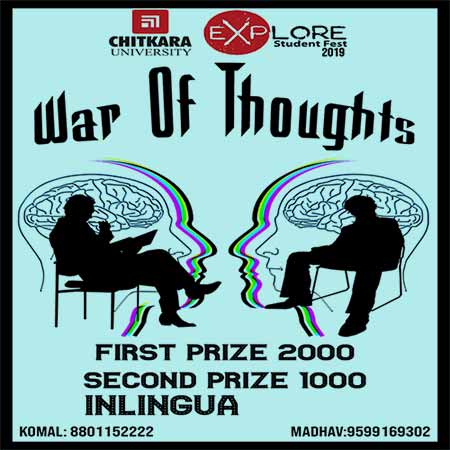 CHITKARA
UNIVERSITY
EXPLORE
Student Fest
2019
War Of Thoughts
FIRST PRIZE 2000
SECOND PRIZE 1000
INLINGUA
KOMAL: 8801152222
MADHAV:9599169302